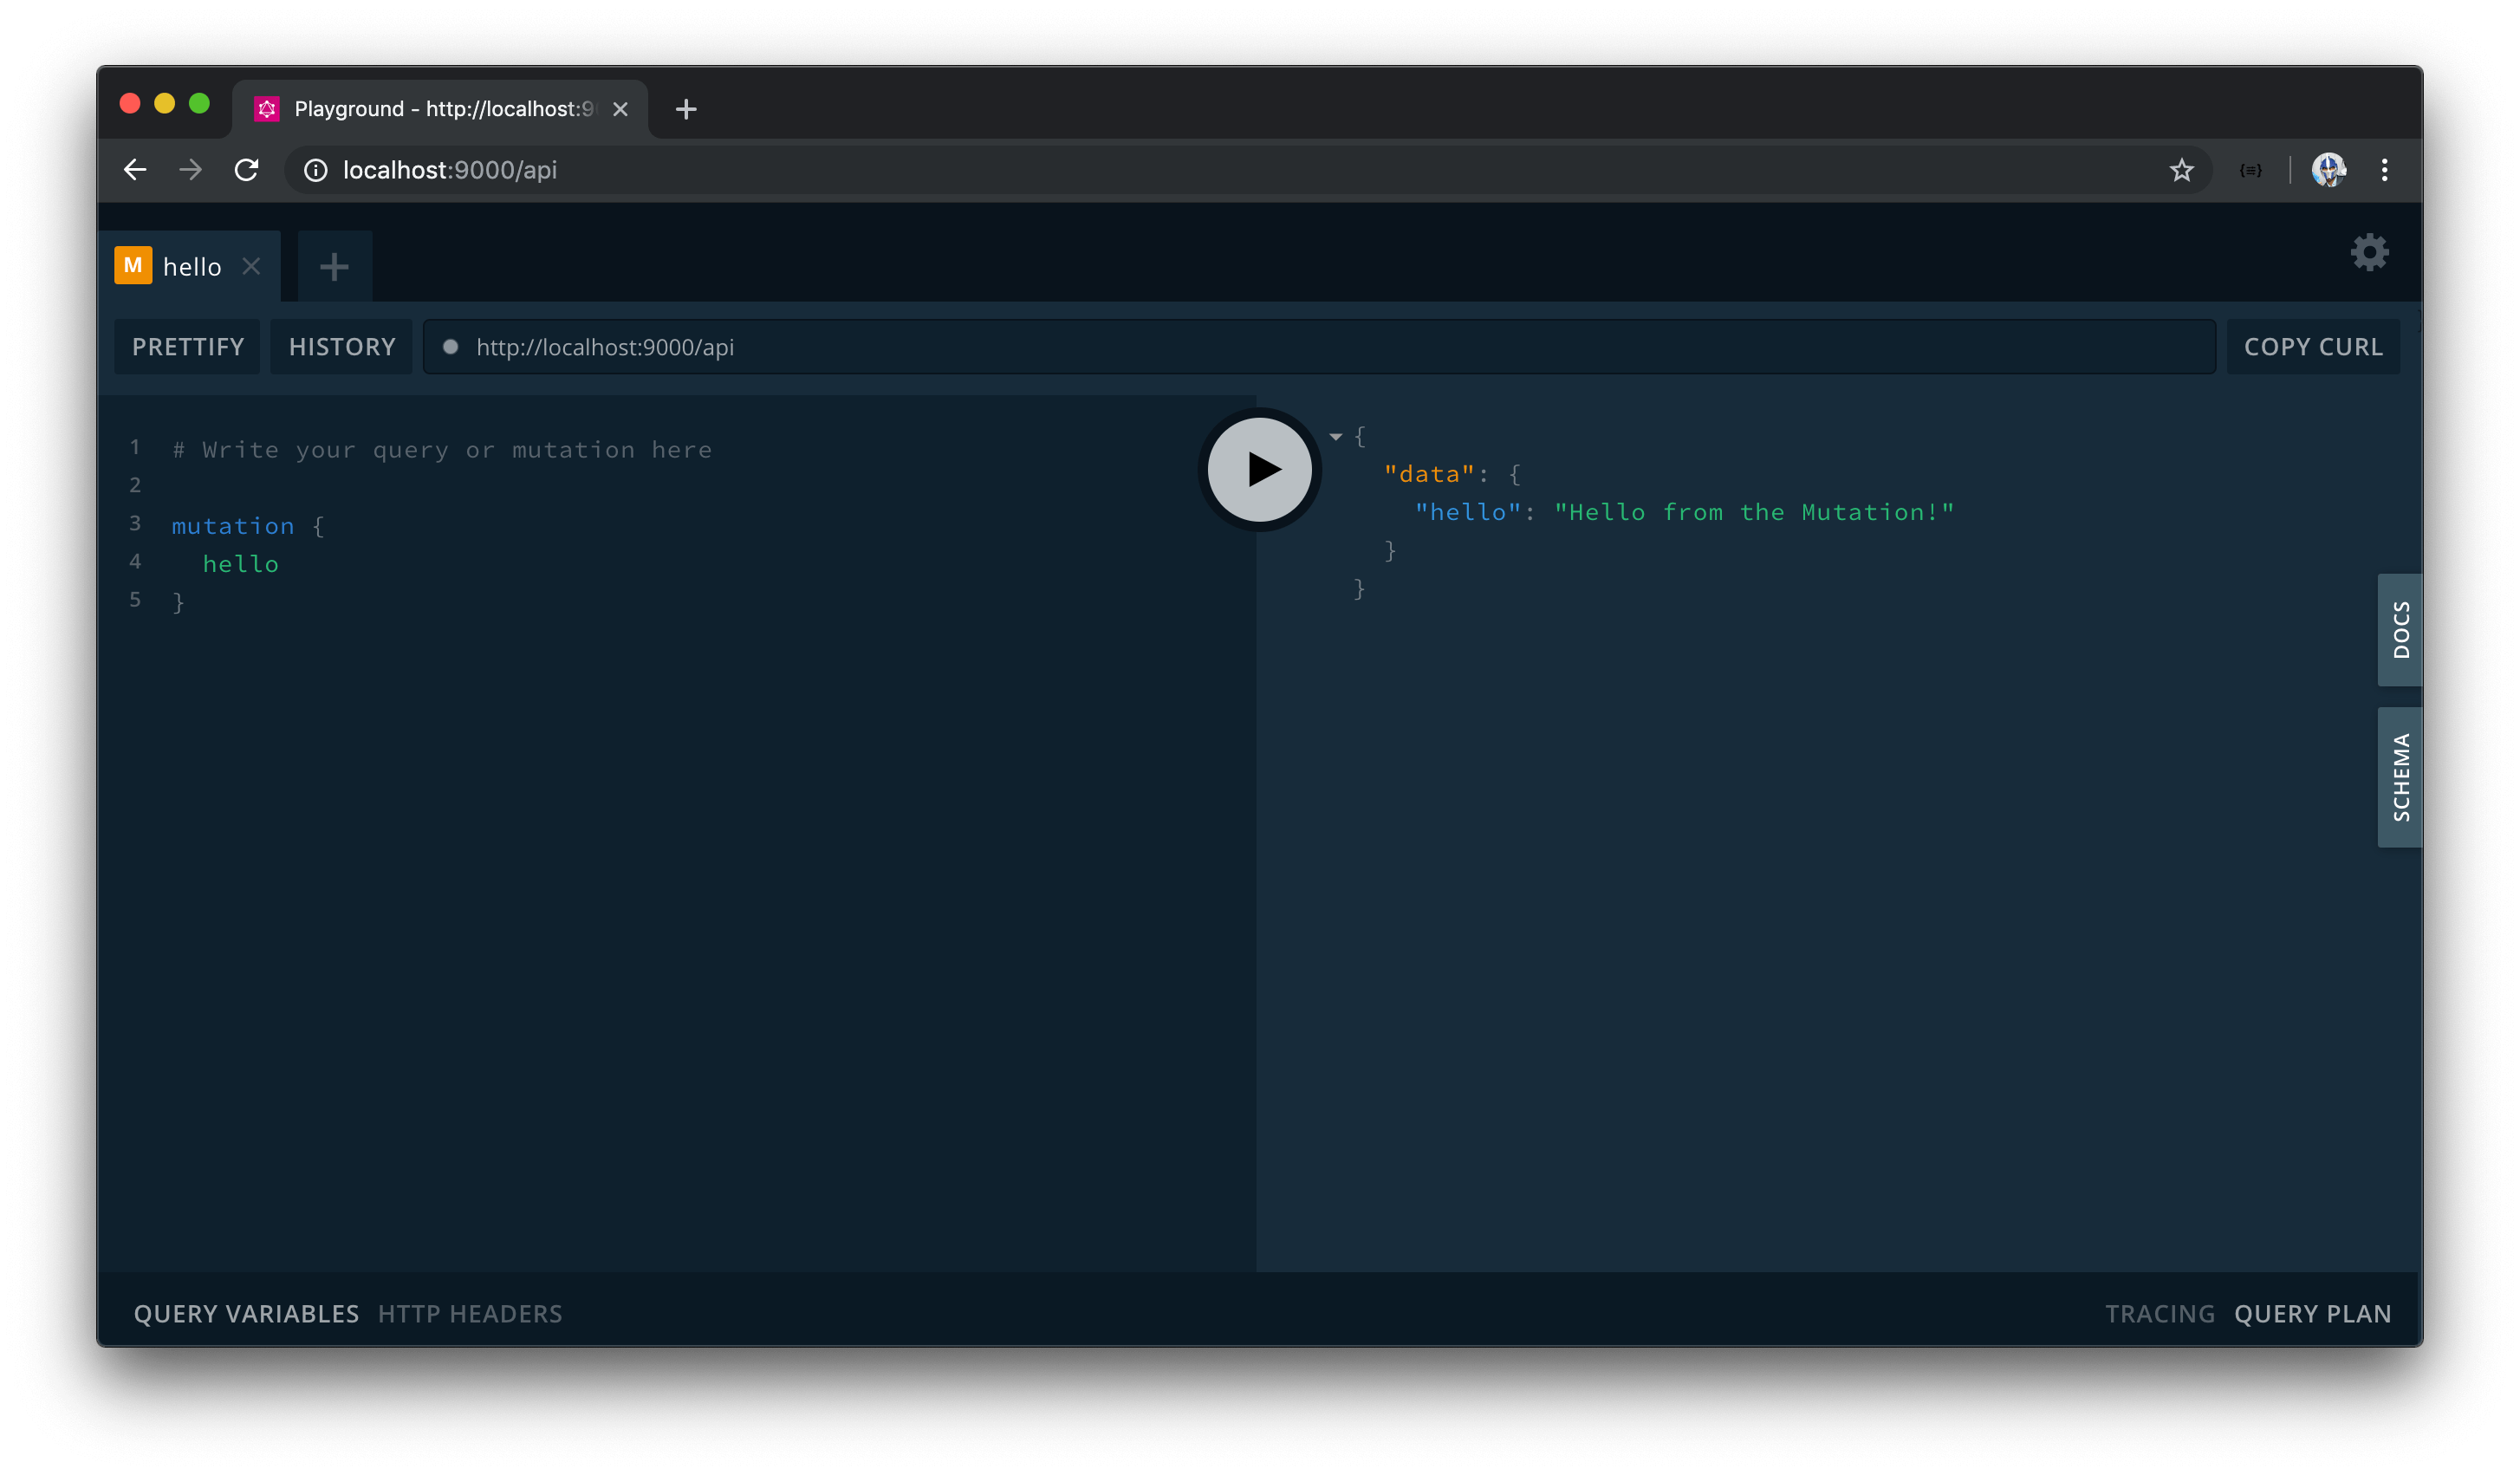 Playground - http://localhost:9
localhost:9000/api
M hello
PRETTIFY HISTORY http://localhost:9000/api COPY CURL
1 # Write your query or mutation here
2
3 mutation {
4 hello
5 }
{
"data": {
"hello": "Hello from the Mutation!"
}
}
DOCS
SCHEMA
QUERY VARIABLES HTTP HEADERS
TRACING QUERY PLAN